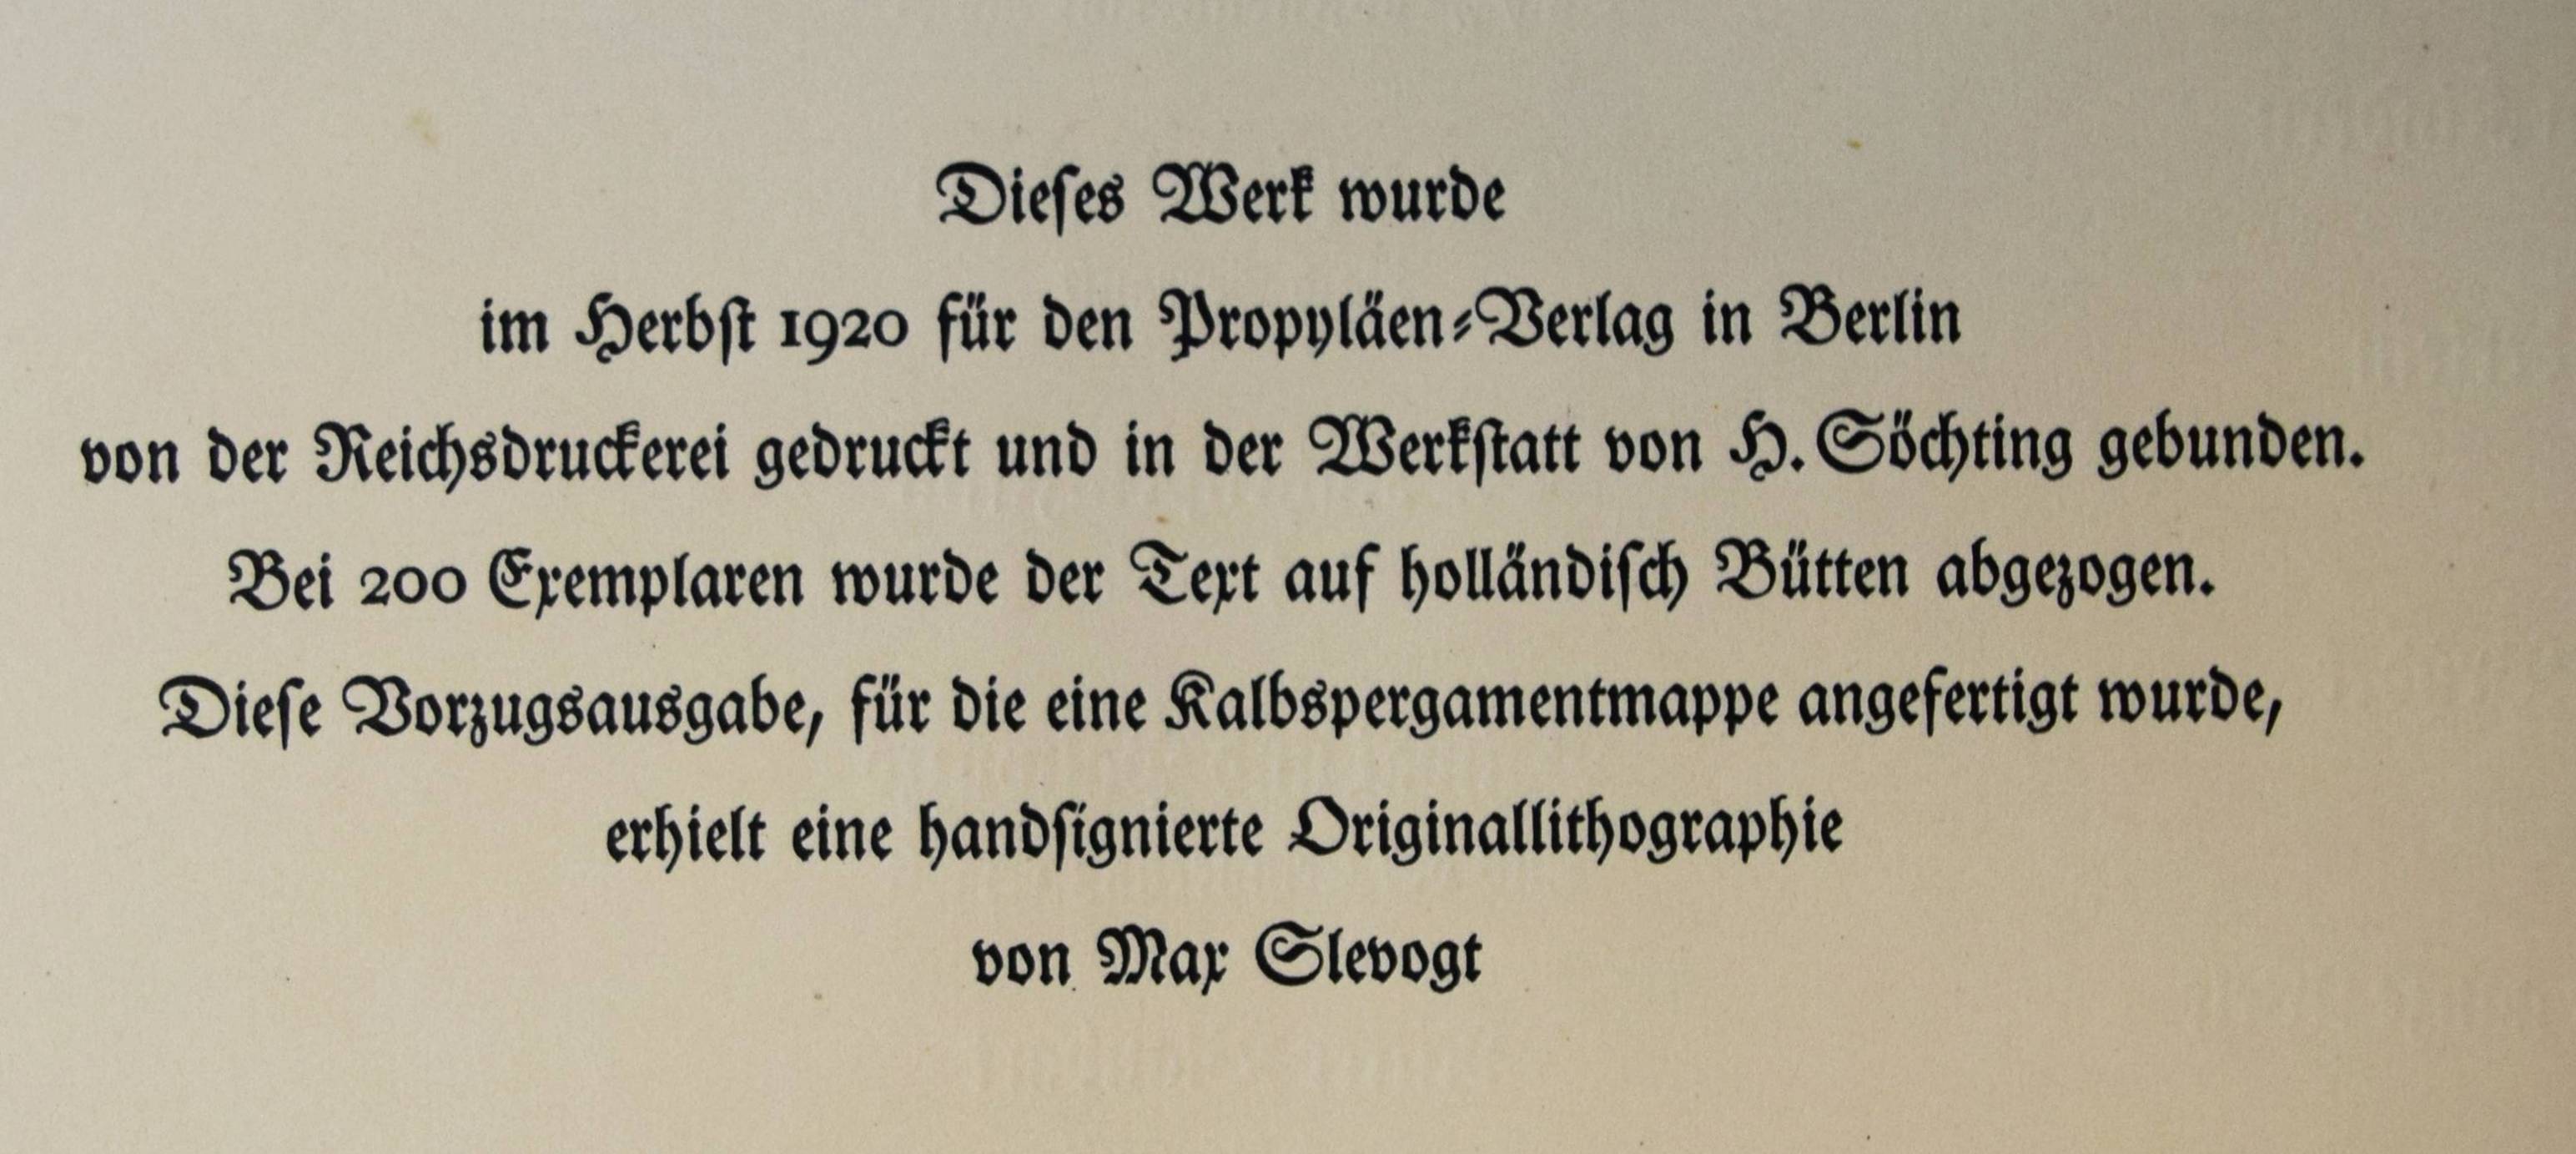 Dieſes Werk wurde
im Herbſt 1920 für den Propyläen⸗Verlag in Berlin
von der Reichsdruckerei gedruckt und in der Werkſtatt von H. Söchting gebunden.
Bei 200 Exemplaren wurde der Text auf holländiſch Bütten abgezogen.
Dieſe Vorzugsausgabe, für die eine Kalbspergamentmappe angefertigt wurde,
erhielt eine handſignierte Originallithographie
von Max Slevogt